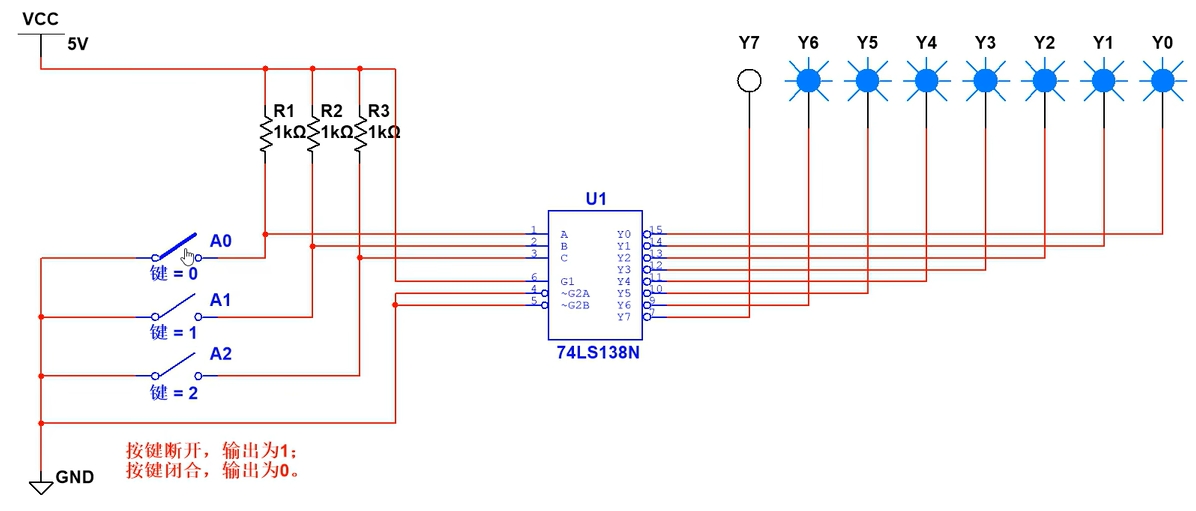 VCC
5V
Y7 Y6 Y5 Y4 Y3 Y2 Y1 Y0
R1 R2 R3
1kΩ 1kΩ 1kΩ
U1
A0
键 = 0
A1
键 = 1
A2
键 = 2
1 A Y0 15
2 B Y1 14
3 C Y2 13
Y3 12
6 G1 Y4 11
4 ~G2A Y5 10
5 ~G2B Y6 9
Y7 7
74LS138N
按键断开，输出为1；
按键闭合，输出为0。
GND